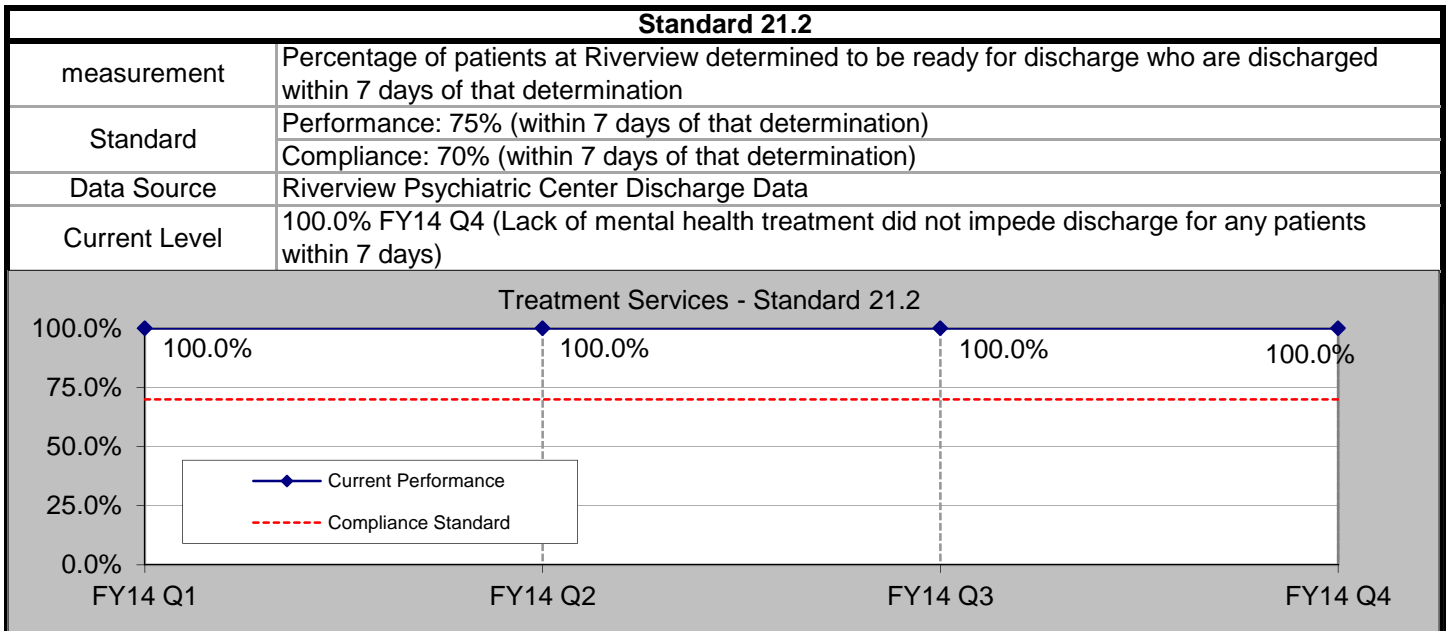 Standard 21.2
measurement
Percentage of patients at Riverview determined to be ready for discharge who are discharged
within 7 days of that determination
Standard
Performance: 75% (within 7 days of that determination)
Compliance: 70% (within 7 days of that determination)
Data Source
Riverview Psychiatric Center Discharge Data
Current Level
100.0% FY14 Q4 (Lack of mental health treatment did not impede discharge for any patients
within 7 days)
Treatment Services - Standard 21.2
100.0%
100.0% 100.0% 100.0% 100.0%
75.0%
50.0%
Current Performance
25.0%
Compliance Standard
0.0%
FY14 Q1 FY14 Q2 FY14 Q3 FY14 Q4